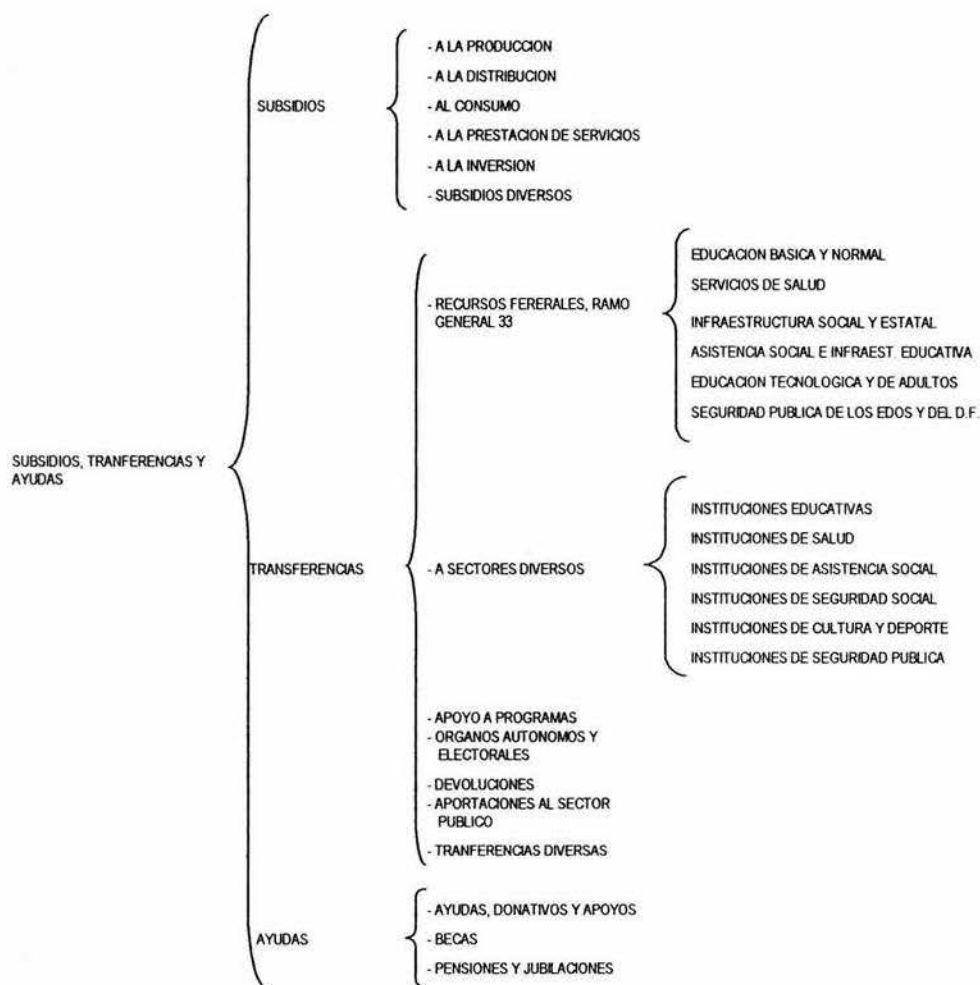 SUBSIDIOS, TRANFERENCIAS Y
AYUDAS
SUBSIDIOS
- A LA PRODUCCION
- A LA DISTRIBUCION
- AL CONSUMO
- A LA PRESTACION DE SERVICIOS
- A LA INVERSION
- SUBSIDIOS DIVERSOS
TRANSFERENCIAS
- RECURSOS FERERALES, RAMO
GENERAL 33
EDUCACION BASICA Y NORMAL
SERVICIOS DE SALUD
INFRAESTRUCTURA SOCIAL Y ESTATAL
ASISTENCIA SOCIAL E INFRAEST. EDUCATIVA
EDUCACION TECNOLOGICA Y DE ADULTOS
SEGURIDAD PUBLICA DE LOS EDOS Y DEL D.F.
- A SECTORES DIVERSOS
INSTITUCIONES EDUCATIVAS
INSTITUCIONES DE SALUD
INSTITUCIONES DE ASISTENCIA SOCIAL
INSTITUCIONES DE SEGURIDAD SOCIAL
INSTITUCIONES DE CULTURA Y DEPORTE
INSTITUCIONES DE SEGURIDAD PUBLICA
- APOYO A PROGRAMAS
- ORGANOS AUTONOMOS Y
ELECTORALES
- DEVOLUCIONES
- APORTACIONES AL SECTOR
PUBLICO
- TRANFERENCIAS DIVERSAS
AYUDAS
- AYUDAS, DONATIVOS Y APOYOS
- BECAS
- PENSIONES Y JUBILACIONES